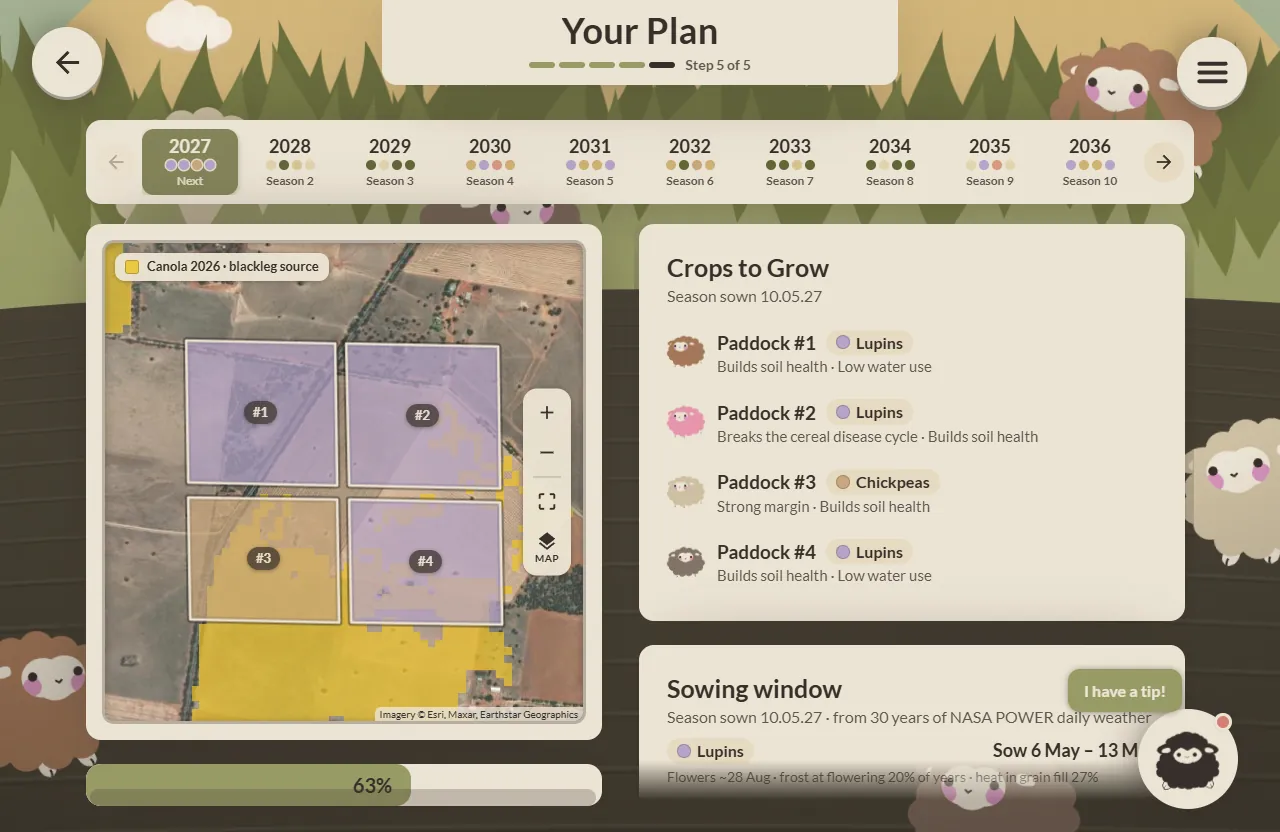 Your Plan
Step 5 of 5
2027
Next
2028
Season 2
2029
Season 3
2030
Season 4
2031
Season 5
2032
Season 6
2033
Season 7
2034
Season 8
2035
Season 9
2036
Season 10
Canola 2026 · blackleg source
#1
#2
#3
#4
+
−
MAP
Imagery © Esri, Maxar, Earthstar Geographics
63%
Crops to Grow
Season sown 10.05.27
Paddock #1 Lupins
Builds soil health · Low water use
Paddock #2 Lupins
Breaks the cereal disease cycle · Builds soil health
Paddock #3 Chickpeas
Strong margin · Builds soil health
Paddock #4 Lupins
Builds soil health · Low water use
Sowing window
I have a tip!
Season sown 10.05.27 · from 30 years of NASA POWER daily weather
Lupins Sow 6 May – 13 M
Flowers ~28 Aug · frost at flowering 20% of years · heat in grain fill 27%